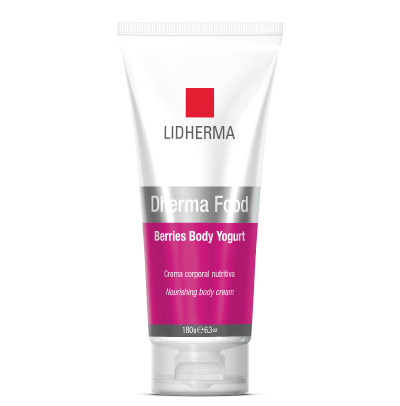 LIDHERMA
Dherma Food
Berries Body Yogurt
Crema corporal nutritiva
Nourishing body cream
180g℮6.3oz